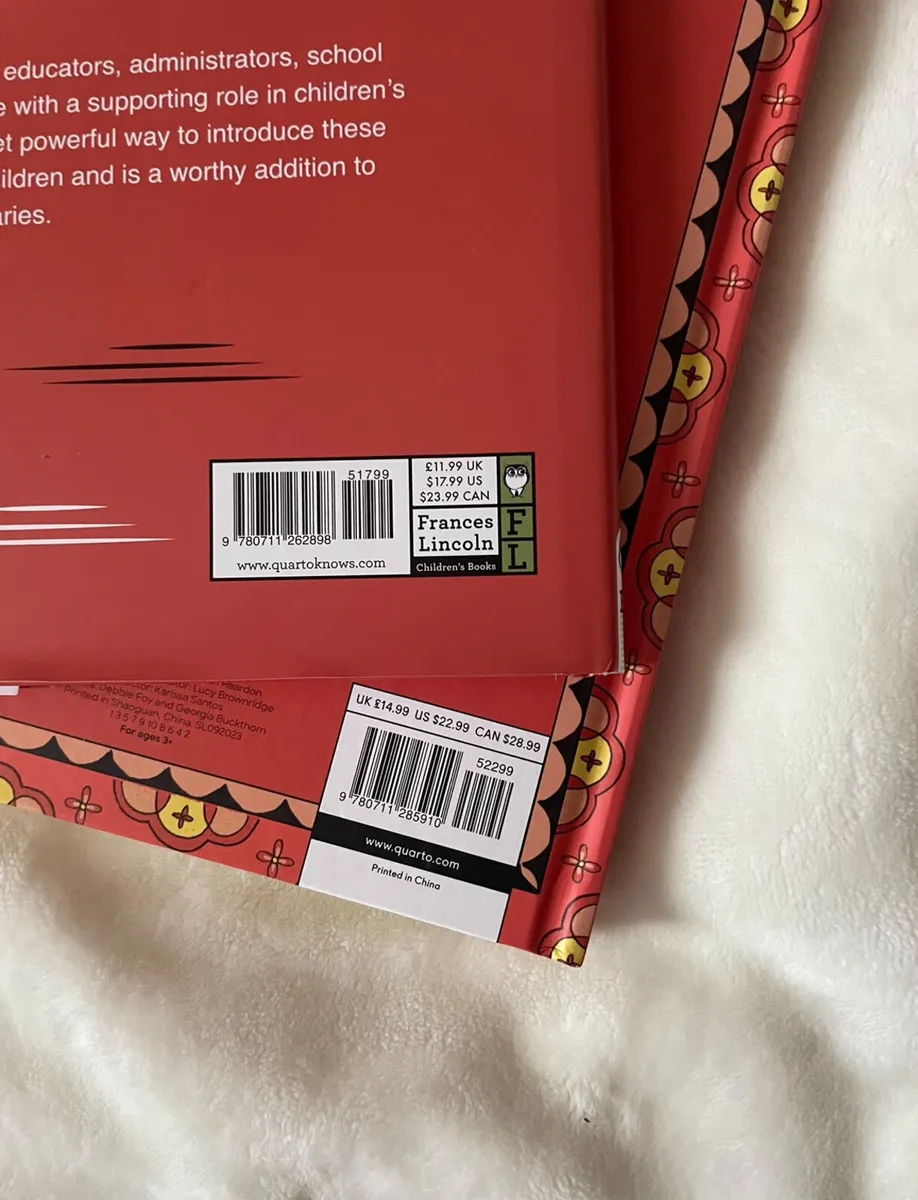 educators, administrators, school
e with a supporting role in children's
et powerful way to introduce these
ildren and is a worthy addition to
ries.
51799
9 780711 262898
www.quartoknows.com
£11.99 UK
$17.99 US
$23.99 CAN
Frances
Lincoln
Children's Books
F
L
Reardon
Lucy Brownridge
Karissa Santos
Debbie Foy and Georgia Buckthorn
Printed in Shaoguan, China SL092023
1 3 5 7 9 10 8 6 4 2
For ages 3+
UK £14.99 US $22.99 CAN $28.99
52299
9 780711 285910
www.quarto.com
Printed in China